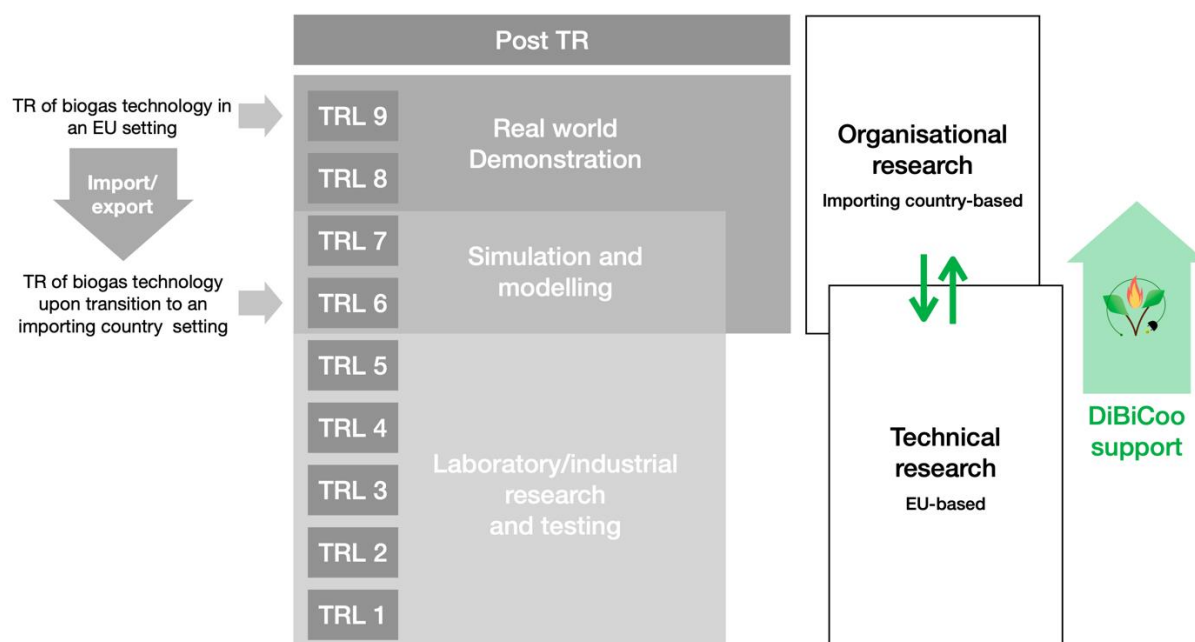 Post TR
TR of biogas technology in
an EU setting
Import/
export
TR of biogas technology
upon transition to an
importing country setting
TRL 9
TRL 8
TRL 7
TRL 6
TRL 5
TRL 4
TRL 3
TRL 2
TRL 1
Real world
Demonstration
Simulation and
modelling
Laboratory/industrial
research
and testing
Organisational
research
Importing country-based
Technical
research
EU-based
DiBiCoo
support